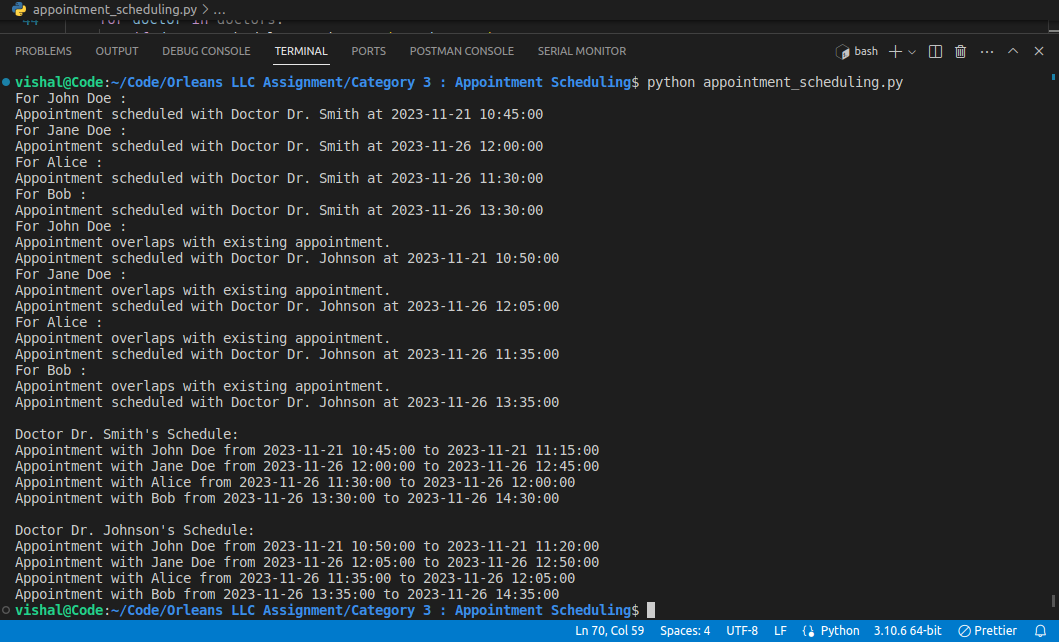 appointment_scheduling.py > ...
44 for doctor in doctors:
PROBLEMS OUTPUT DEBUG CONSOLE TERMINAL PORTS POSTMAN CONSOLE SERIAL MONITOR bash
vishal@Code:~/Code/Orleans LLC Assignment/Category 3 : Appointment Scheduling$ python appointment_scheduling.py
For John Doe :
Appointment scheduled with Doctor Dr. Smith at 2023-11-21 10:45:00
For Jane Doe :
Appointment scheduled with Doctor Dr. Smith at 2023-11-26 12:00:00
For Alice :
Appointment scheduled with Doctor Dr. Smith at 2023-11-26 11:30:00
For Bob :
Appointment scheduled with Doctor Dr. Smith at 2023-11-26 13:30:00
For John Doe :
Appointment overlaps with existing appointment.
Appointment scheduled with Doctor Dr. Johnson at 2023-11-21 10:50:00
For Jane Doe :
Appointment overlaps with existing appointment.
Appointment scheduled with Doctor Dr. Johnson at 2023-11-26 12:05:00
For Alice :
Appointment overlaps with existing appointment.
Appointment scheduled with Doctor Dr. Johnson at 2023-11-26 11:35:00
For Bob :
Appointment overlaps with existing appointment.
Appointment scheduled with Doctor Dr. Johnson at 2023-11-26 13:35:00
Doctor Dr. Smith's Schedule:
Appointment with John Doe from 2023-11-21 10:45:00 to 2023-11-21 11:15:00
Appointment with Jane Doe from 2023-11-26 12:00:00 to 2023-11-26 12:45:00
Appointment with Alice from 2023-11-26 11:30:00 to 2023-11-26 12:00:00
Appointment with Bob from 2023-11-26 13:30:00 to 2023-11-26 14:30:00
Doctor Dr. Johnson's Schedule:
Appointment with John Doe from 2023-11-21 10:50:00 to 2023-11-21 11:20:00
Appointment with Jane Doe from 2023-11-26 12:05:00 to 2023-11-26 12:50:00
Appointment with Alice from 2023-11-26 11:35:00 to 2023-11-26 12:05:00
Appointment with Bob from 2023-11-26 13:35:00 to 2023-11-26 14:35:00
vishal@Code:~/Code/Orleans LLC Assignment/Category 3 : Appointment Scheduling$
Ln 70, Col 59 Spaces: 4 UTF-8 LF Python 3.10.6 64-bit Prettier